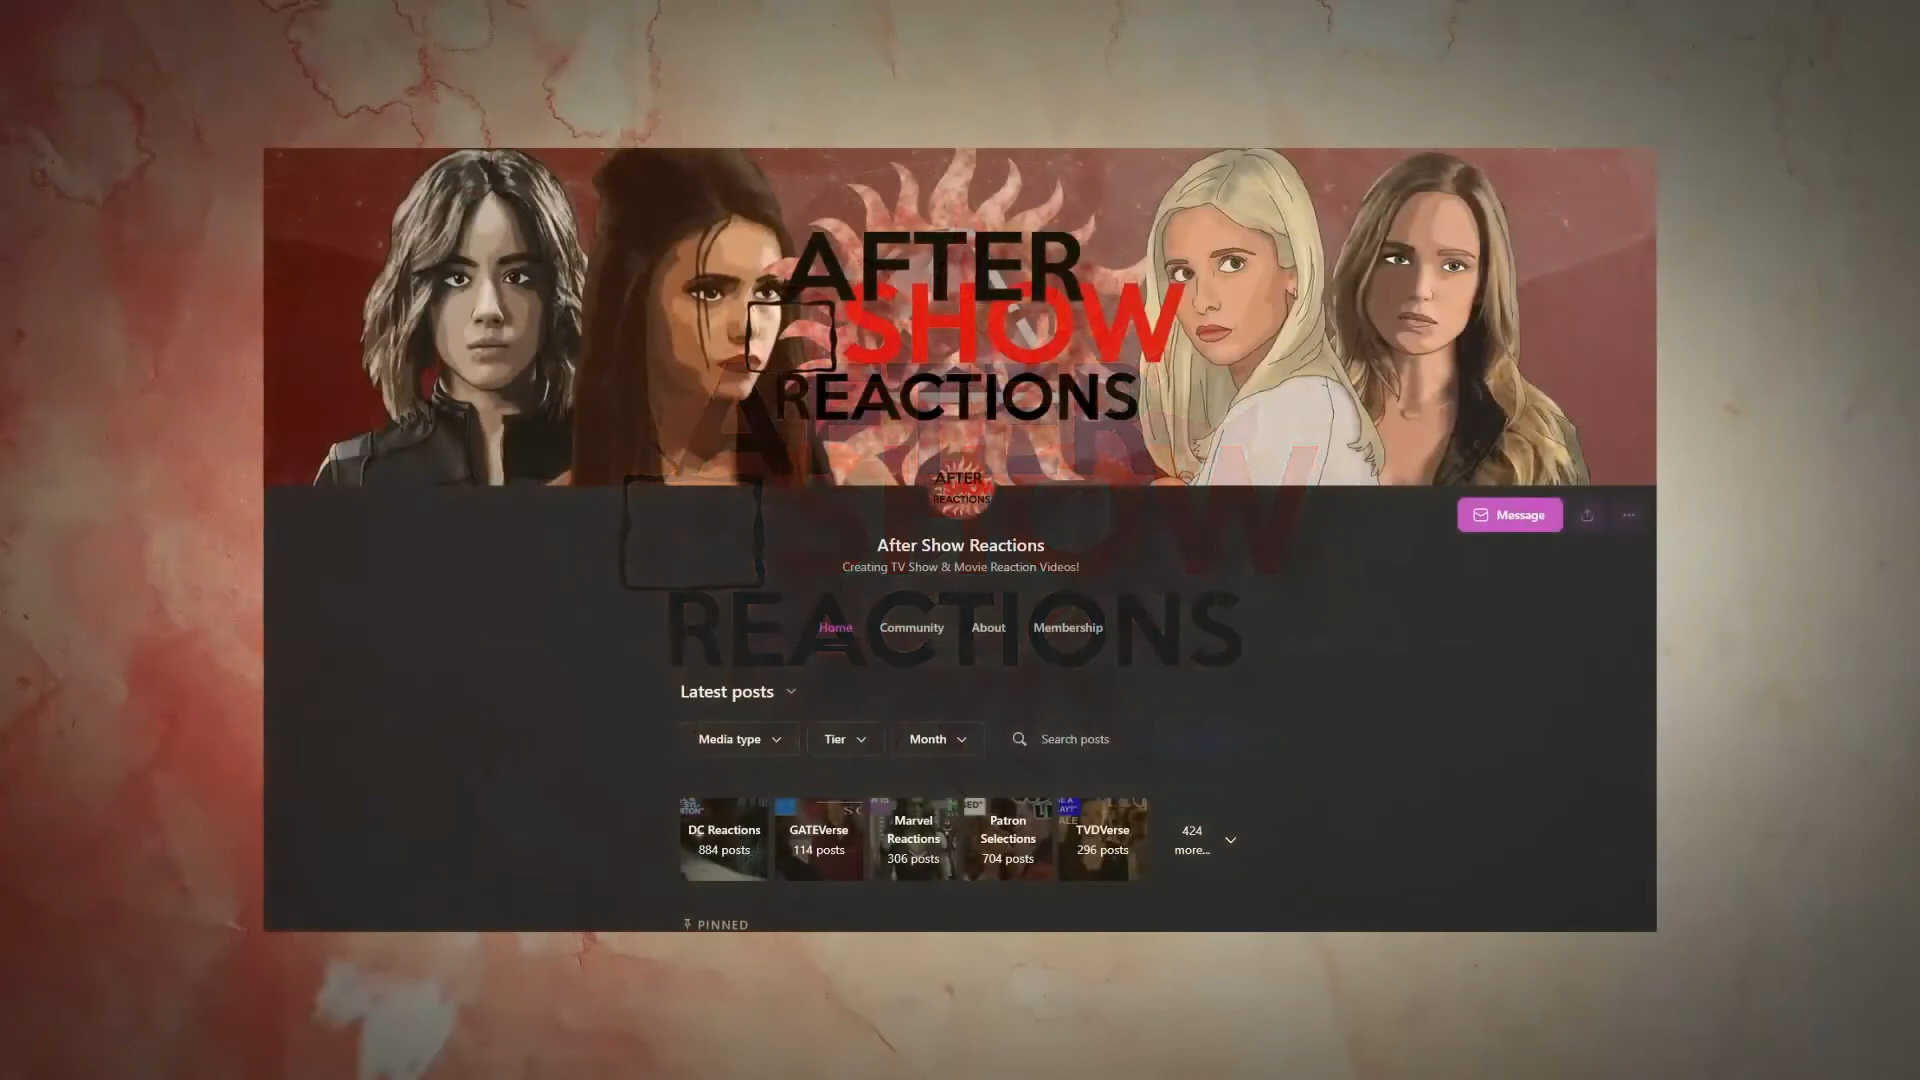 AFTER
SHOW
REACTIONS
AFTER
REACTIONS
Message
After Show Reactions
Creating TV Show & Movie Reaction Videos!
AFTER
SHOW
REACTIONS
Home Community About Membership
Latest posts
Media type Tier Month Search posts
DC Reactions
884 posts
GATEVerse
114 posts
Marvel
Reactions
306 posts
Patron
Selections
704 posts
TVDVerse
296 posts
424
more...
PINNED